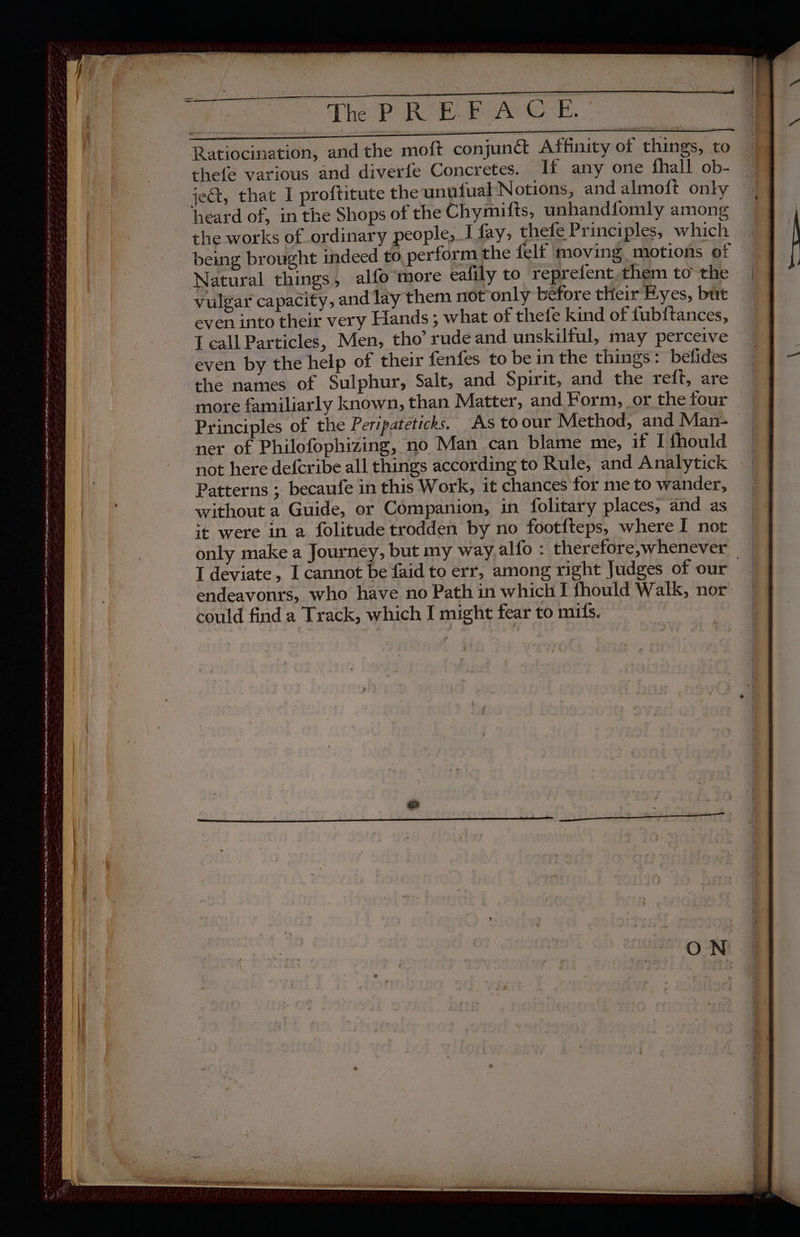 The PREFACE.
Ratiocination, and the moſt conjunct Affinity of things, to
theſe various and diverſe Concretes. If any one ſhall ob-
ject, that I proſtitute the unuſual Notions, and almoſt only
heard of, in the Shops of the Chymiſts, unhandſomly among
the works of ordinary people, I ſay, theſe Principles, which
being brought indeed to perform the ſelf moving motions of
Natural things, alſo more eaſily to repreſent them to the
vulgar capacity, and lay them not only before their Eyes, but
even into their very Hands; what of theſe kind of ſubſtances,
I call Particles, Men, tho' rude and unskilful, may perceive
even by the help of their ſenſes to be in the things: beſides
the names of Sulphur, Salt, and Spirit, and the reſt, are
more familiarly known, than Matter, and Form, or the four
Principles of the Peripateticks. As to our Method, and Man-
ner of Philoſophizing, no Man can blame me, if I ſhould
not here deſcribe all things according to Rule, and Analytick
Patterns; becauſe in this Work, it chances for me to wander,
without a Guide, or Companion, in ſolitary places, and as
it were in a ſolitude trodden by no footſteps, where I not
only make a Journey, but my way alſo: therefore, whenever
I deviate, I cannot be ſaid to err, among right Judges of our
endeavonrs, who have no Path in which I ſhould Walk, nor
could find a Track, which I might fear to miſs.
ON